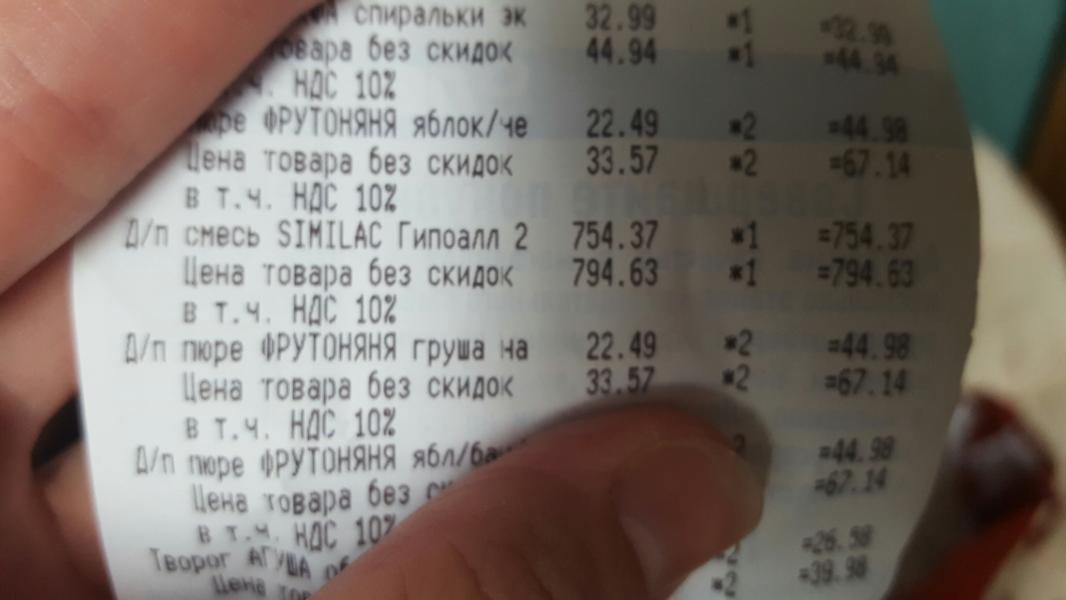 спиральки эк 32.99 *1 =32.99
товара без скидок 44.94 *1 =44.94
т.ч. НДС 10%
пюре ФРУТОНЯНЯ яблок/че 22.49 *2 =44.98
Цена товара без скидок 33.57 *2 =67.14
в т.ч. НДС 10%
Д/п смесь SIMILAC Гипоалл 2 754.37 *1 =754.37
Цена товара без скидок 794.63 *1 =794.63
в т.ч. НДС 10%
Д/п пюре ФРУТОНЯНЯ груша на 22.49 *2 =44.98
Цена товара без скидок 33.57 *2 =67.14
в т.ч. НДС 10%
Д/п пюре ФРУТОНЯНЯ =44.98
Цена товара без =67.14
в т.ч. НДС 10%
Творог АГУША *2 =26.58
Цена *2 =39.98